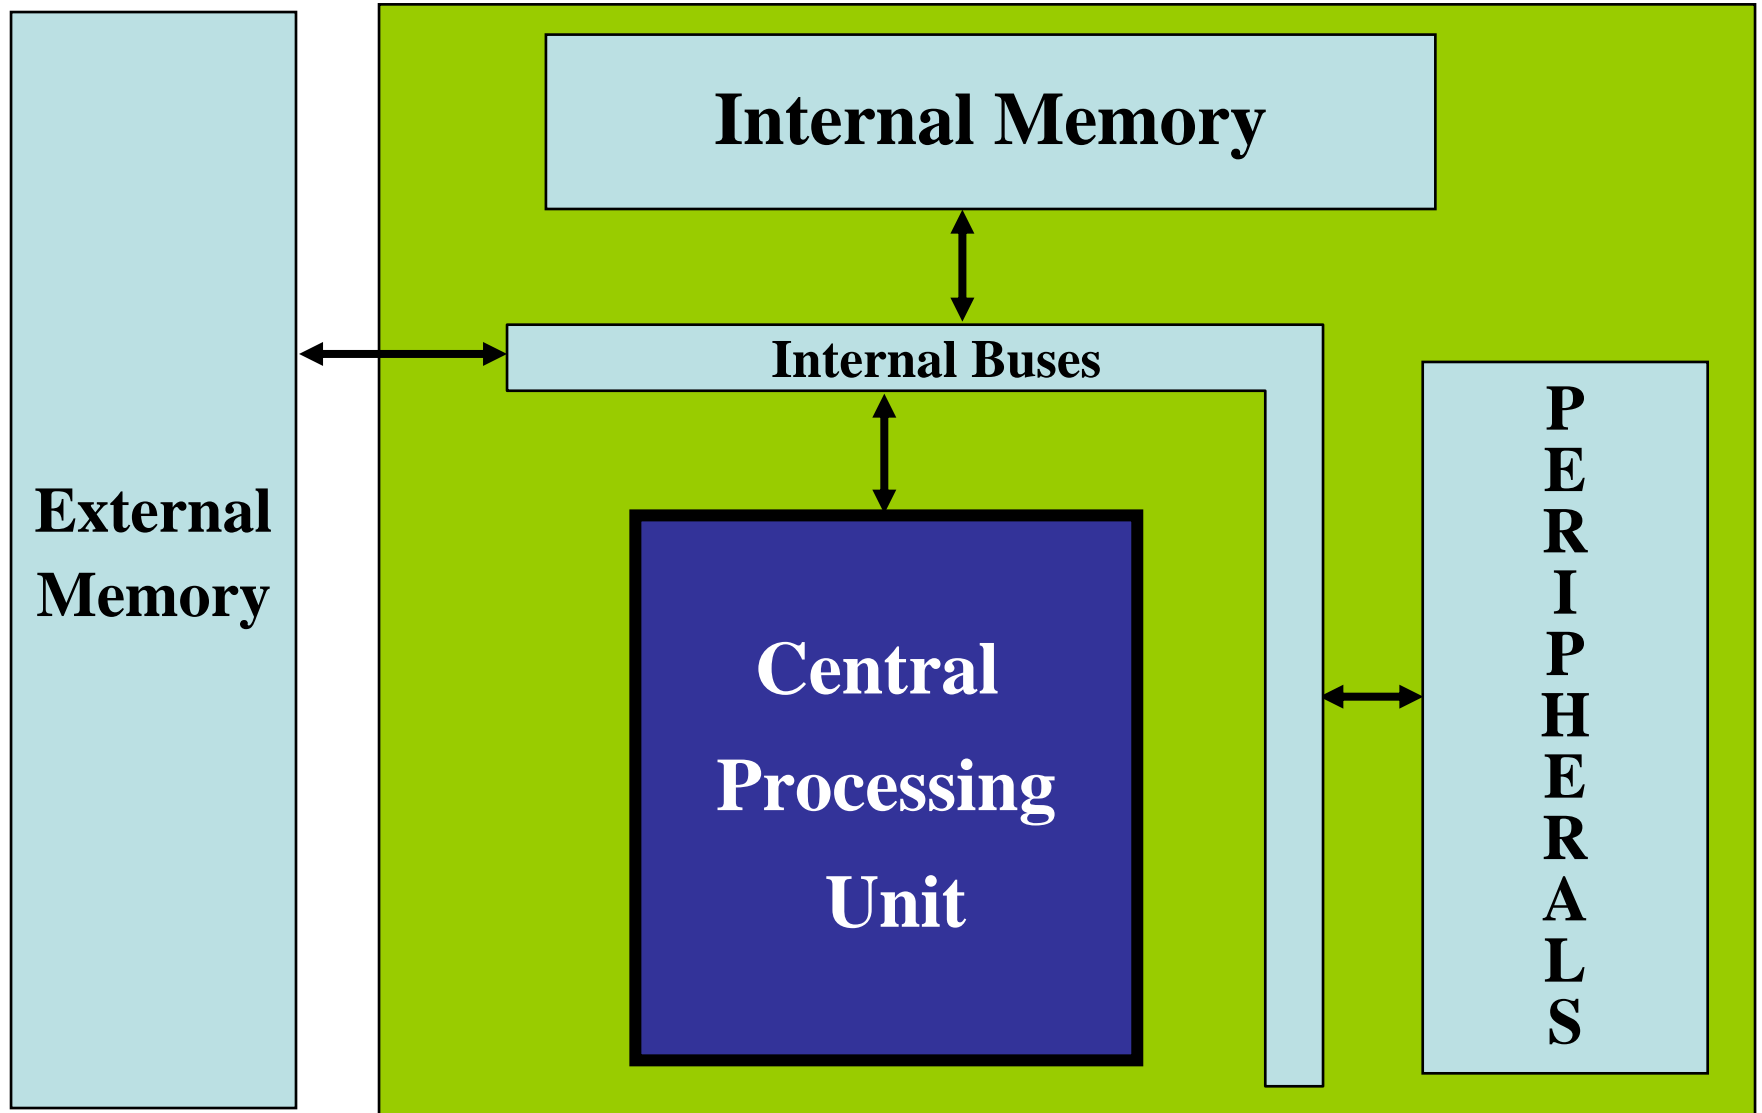 Internal Memory
Internal Buses
External
Memory
Central
Processing
Unit
P
E
R
I
P
H
E
R
A
L
S